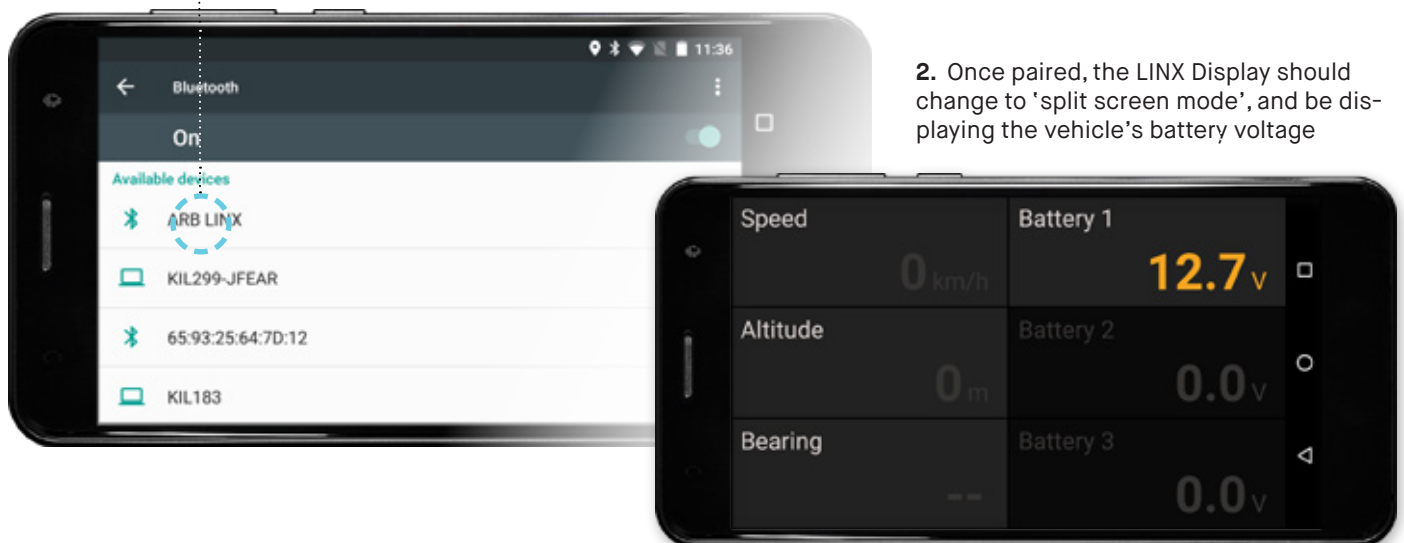 11:36
Bluetooth
On
Available devices
ARB LINX
KIL299-JFEAR
65:93:25:64:7D:12
KIL183
2. Once paired, the LINX Display should
change to ‘split screen mode’, and be dis-
playing the vehicle’s battery voltage
Speed
0 km/h
Battery 1
12.7 V
Altitude
0 m
Battery 2
0.0 V
Bearing
--
Battery 3
0.0 V